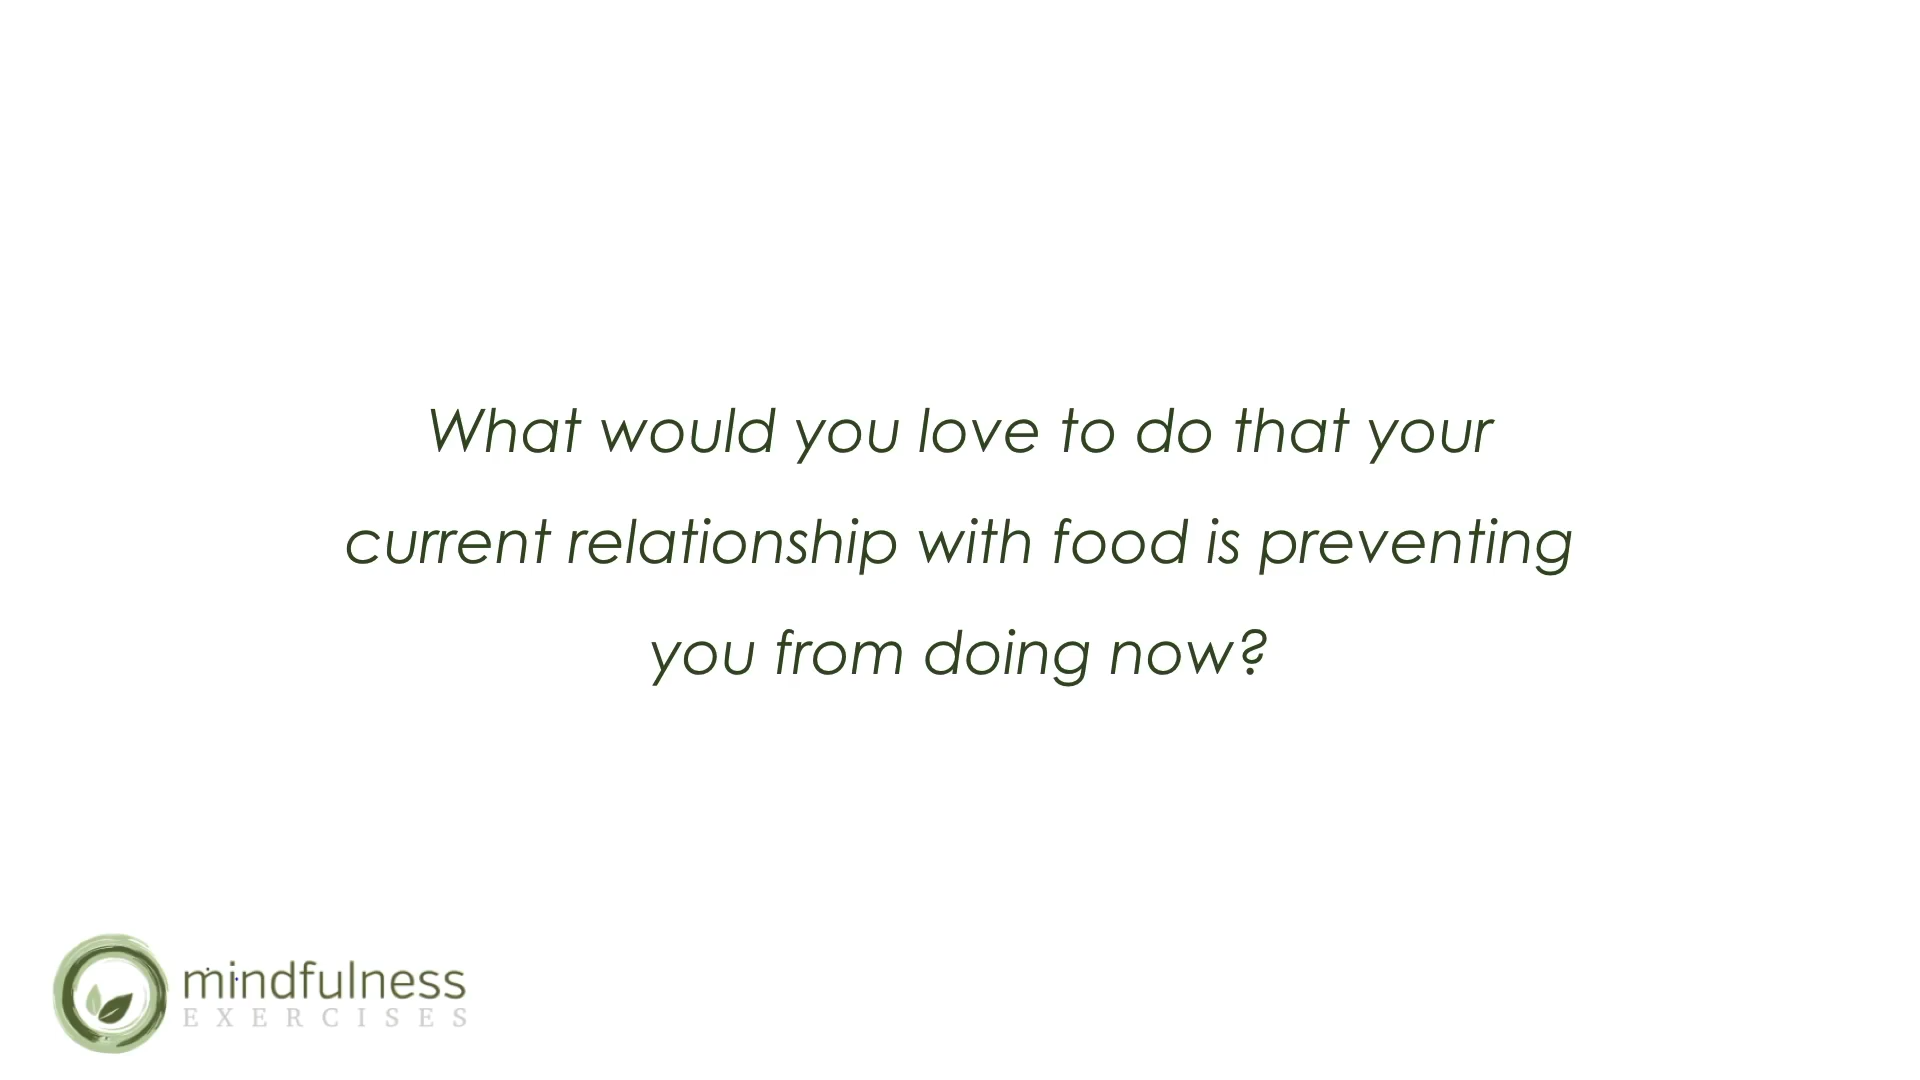 What would you love to do that your
current relationship with food is preventing
you from doing now?
mindfulness
EXERCISES